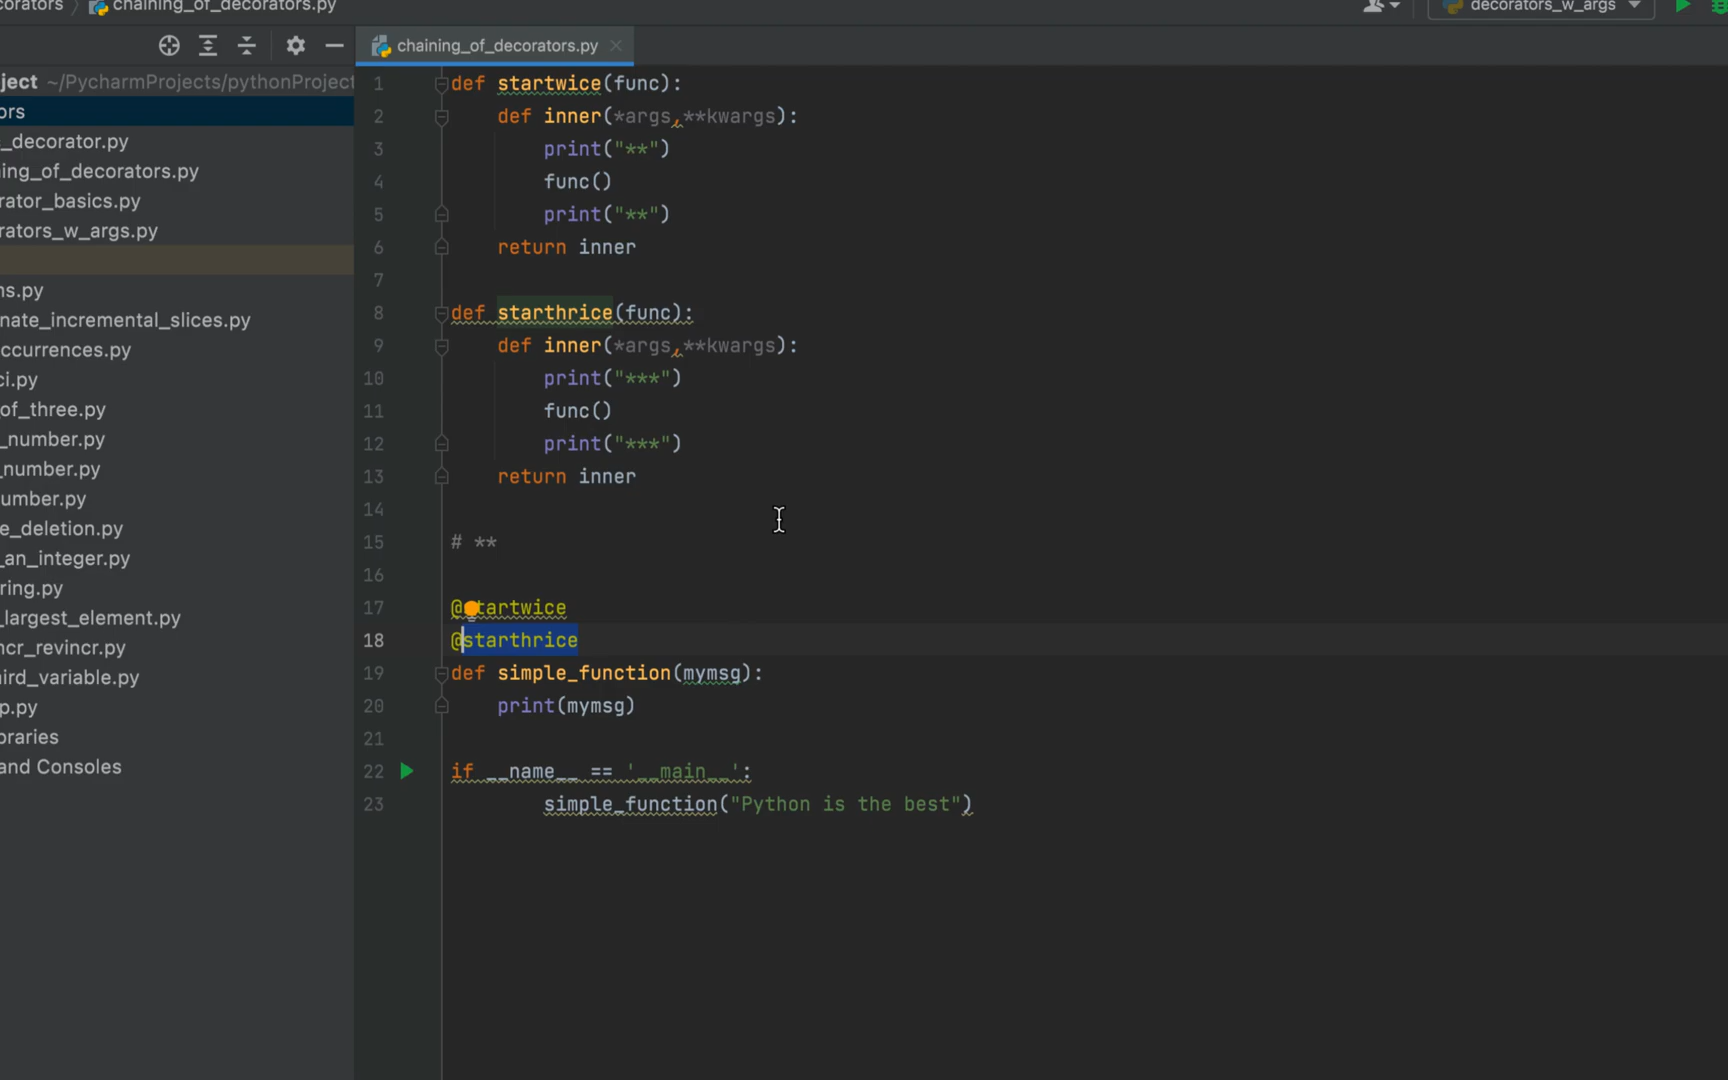 corators  chaining_of_decorators.py  decorators_w_args
chaining_of_decorators.py
ject ~/PycharmProjects/pythonProject
ors
_decorator.py
ing_of_decorators.py
rator_basics.py
rators_w_args.py
ns.py
nate_incremental_slices.py
ccurrences.py
ci.py
of_three.py
_number.py
_number.py
umber.py
e_deletion.py
_an_integer.py
ring.py
_largest_element.py
ncr_revincr.py
ird_variable.py
p.py
oraries
and Consoles
1 def startwice(func):
2     def inner(*args,**kwargs):
3         print("**")
4         func()
5         print("**")
6     return inner
7
8 def starthrice(func):
9     def inner(*args,**kwargs):
10         print("***")
11         func()
12         print("***")
13     return inner
14
15 # **
16
17 @startwice
18 @starthrice
19 def simple_function(mymsg):
20     print(mymsg)
21
22 if __name__ == '__main__':
23         simple_function("Python is the best")